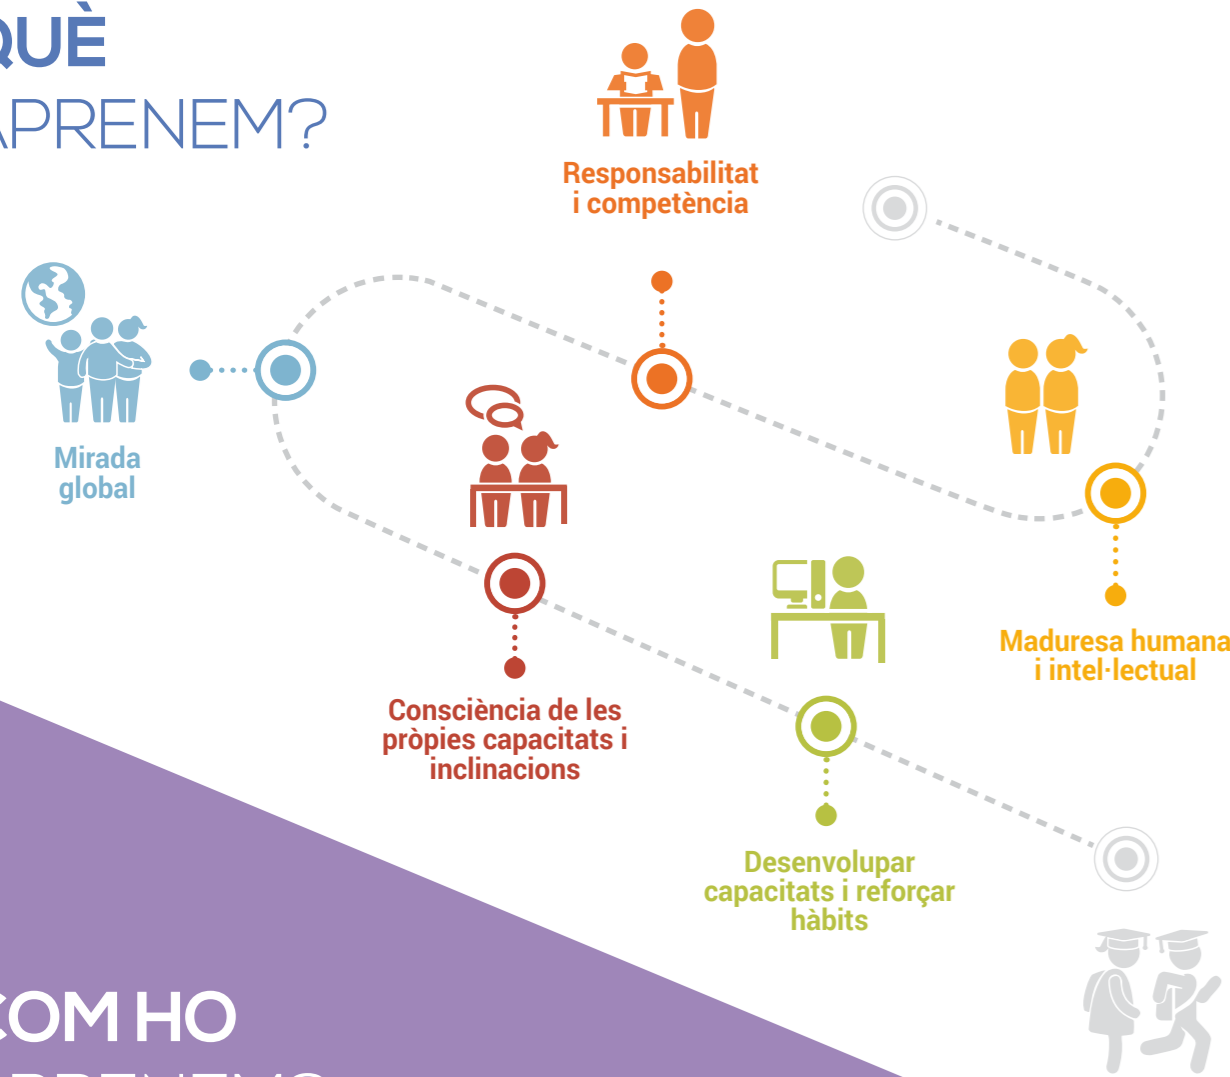 QUÈ
APRENEM?
Responsabilitat
i competència
Mirada
global
Maduresa humana
i intel·lectual
Consciència de les
pròpies capacitats i
inclinacions
Desenvolupar
capacitats i reforçar
hàbits
COM HO
APRENEM?